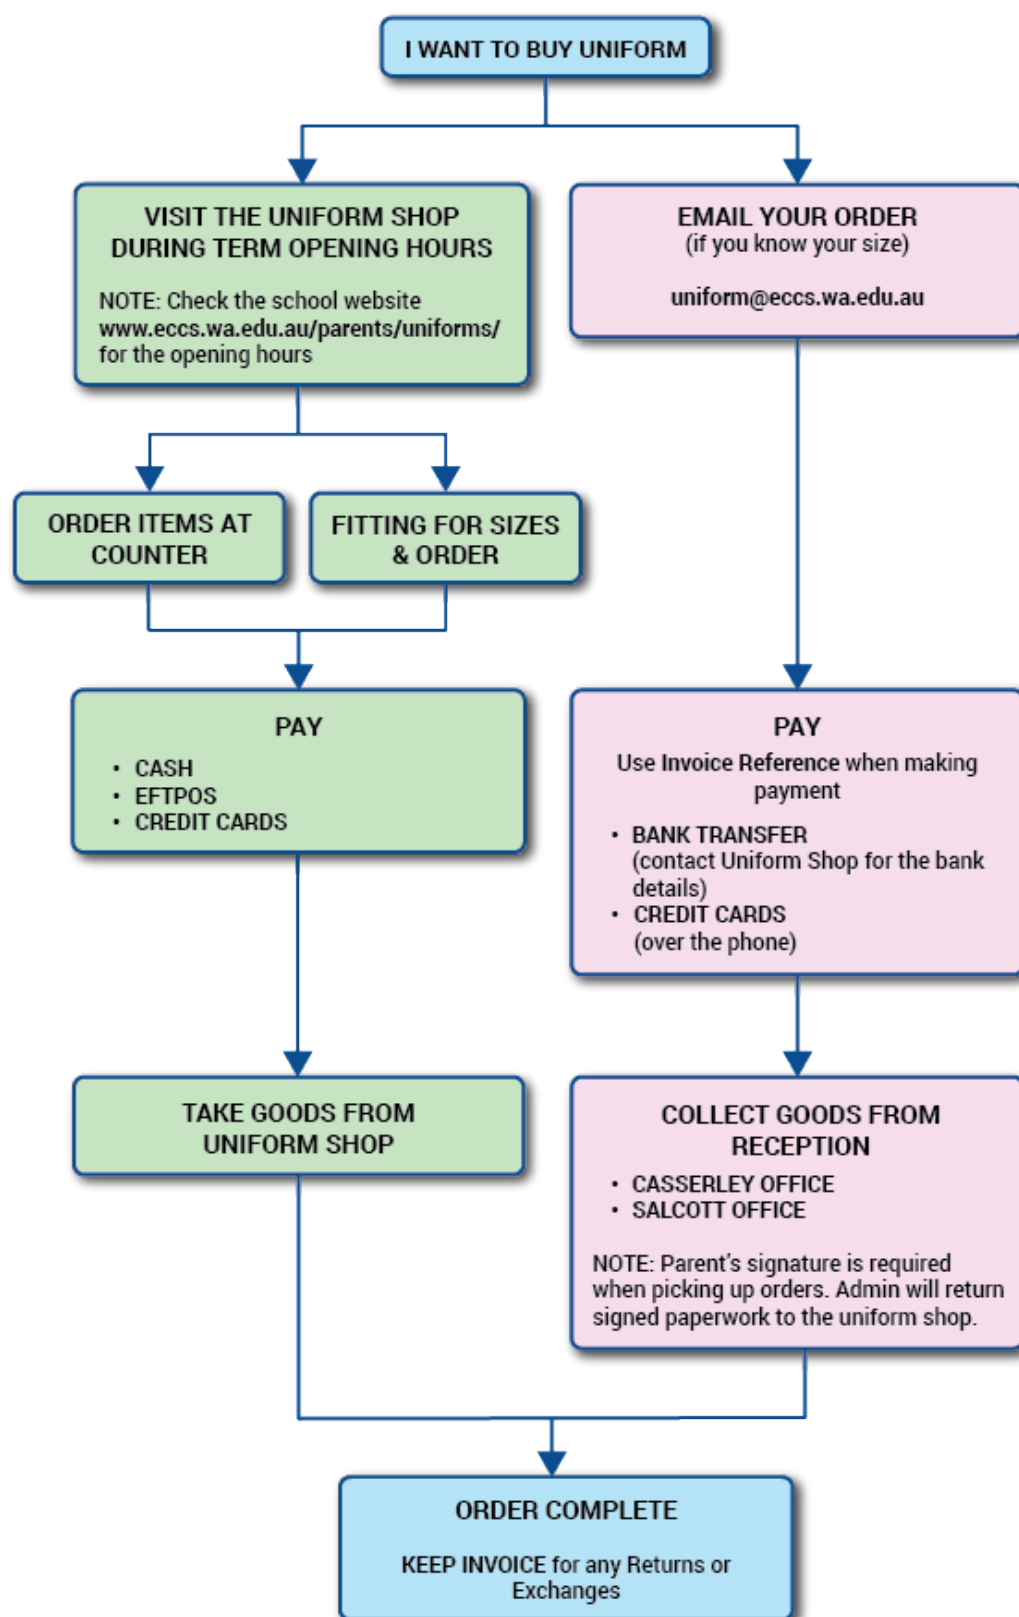 I WANT TO BUY UNIFORM
VISIT THE UNIFORM SHOP
DURING TERM OPENING HOURS
NOTE: Check the school website
www.eccs.wa.edu.au/parents/uniforms/
for the opening hours
EMAIL YOUR ORDER
(if you know your size)
uniform@eccs.wa.edu.au
ORDER ITEMS AT
COUNTER
FITTING FOR SIZES
& ORDER
PAY
• CASH
• EFTPOS
• CREDIT CARDS
PAY
Use Invoice Reference when making
payment
• BANK TRANSFER
(contact Uniform Shop for the bank
details)
• CREDIT CARDS
(over the phone)
TAKE GOODS FROM
UNIFORM SHOP
COLLECT GOODS FROM
RECEPTION
• CASSERLEY OFFICE
• SALCOTT OFFICE
NOTE: Parent's signature is required
when picking up orders. Admin will return
signed paperwork to the uniform shop.
ORDER COMPLETE
KEEP INVOICE for any Returns or
Exchanges